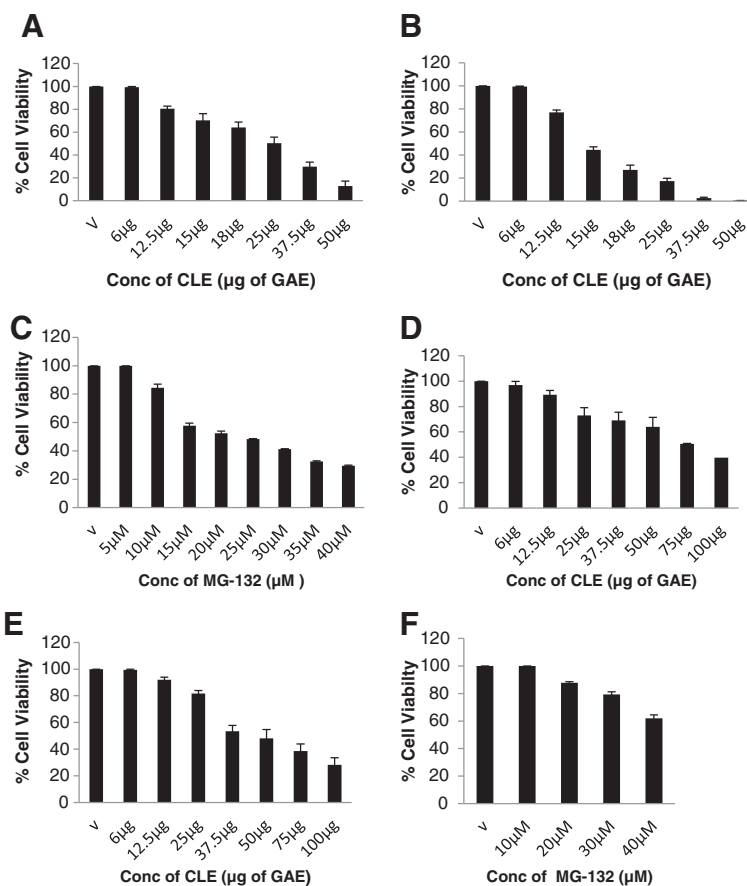 A
120
100
80
60
40
20
0
% Cell Viability
V 6µg 12.5µg 15µg 18µg 25µg 37.5µg 50µg
Conc of CLE (µg of GAE)
B
120
100
80
60
40
20
0
% Cell Viability
V 6µg 12.5µg 15µg 18µg 25µg 37.5µg 50µg
Conc of CLE (µg of GAE)
C
120
100
80
60
40
20
0
% Cell Viability
v 5µM 10µM 15µM 20µM 25µM 30µM 35µM 40µM
Conc of MG-132 (µM )
D
120
100
80
60
40
20
0
% Cell Viability
v 6µg 12.5µg 25µg 37.5µg 50µg 75µg 100µg
Conc of CLE (µg of GAE)
E
120
100
80
60
40
20
0
% Cell Viability
v 6µg 12.5µg 25µg 37.5µg 50µg 75µg 100µg
Conc of CLE (µg of GAE)
F
120
100
80
60
40
20
0
% Cell Viability
v 10µM 20µM 30µM 40µM
Conc of MG-132 (µM)